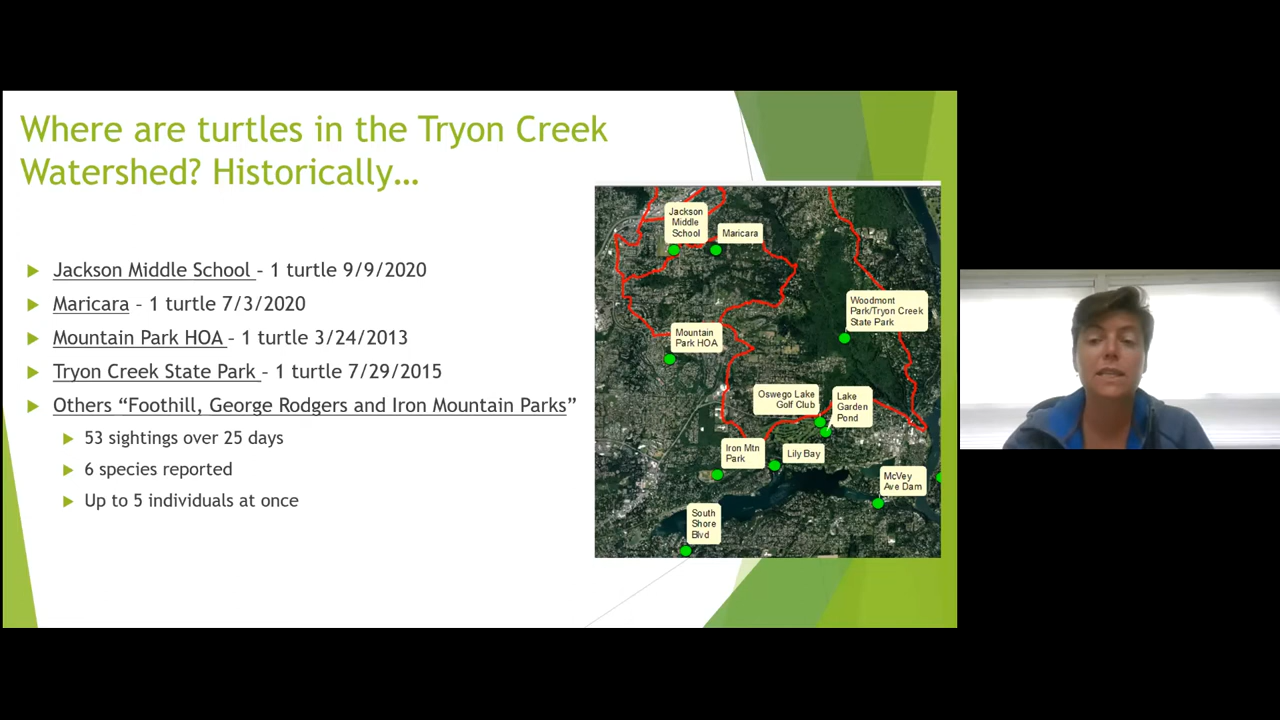 Where are turtles in the Tryon Creek
Watershed? Historically...
Jackson Middle School – 1 turtle 9/9/2020
Maricara – 1 turtle 7/3/2020
Mountain Park HOA – 1 turtle 3/24/2013
Tryon Creek State Park – 1 turtle 7/29/2015
Others “Foothill, George Rodgers and Iron Mountain Parks”
53 sightings over 25 days
6 species reported
Up to 5 individuals at once
Jackson
Middle
School
Maricara
Woodmont
Park/Tryon Creek
State Park
Mountain
Park HOA
Oswego Lake
Golf Club
Lake
Garden
Pond
Iron Mtn
Park
Lily Bay
McVey
Ave Dam
South
Shore
Blvd